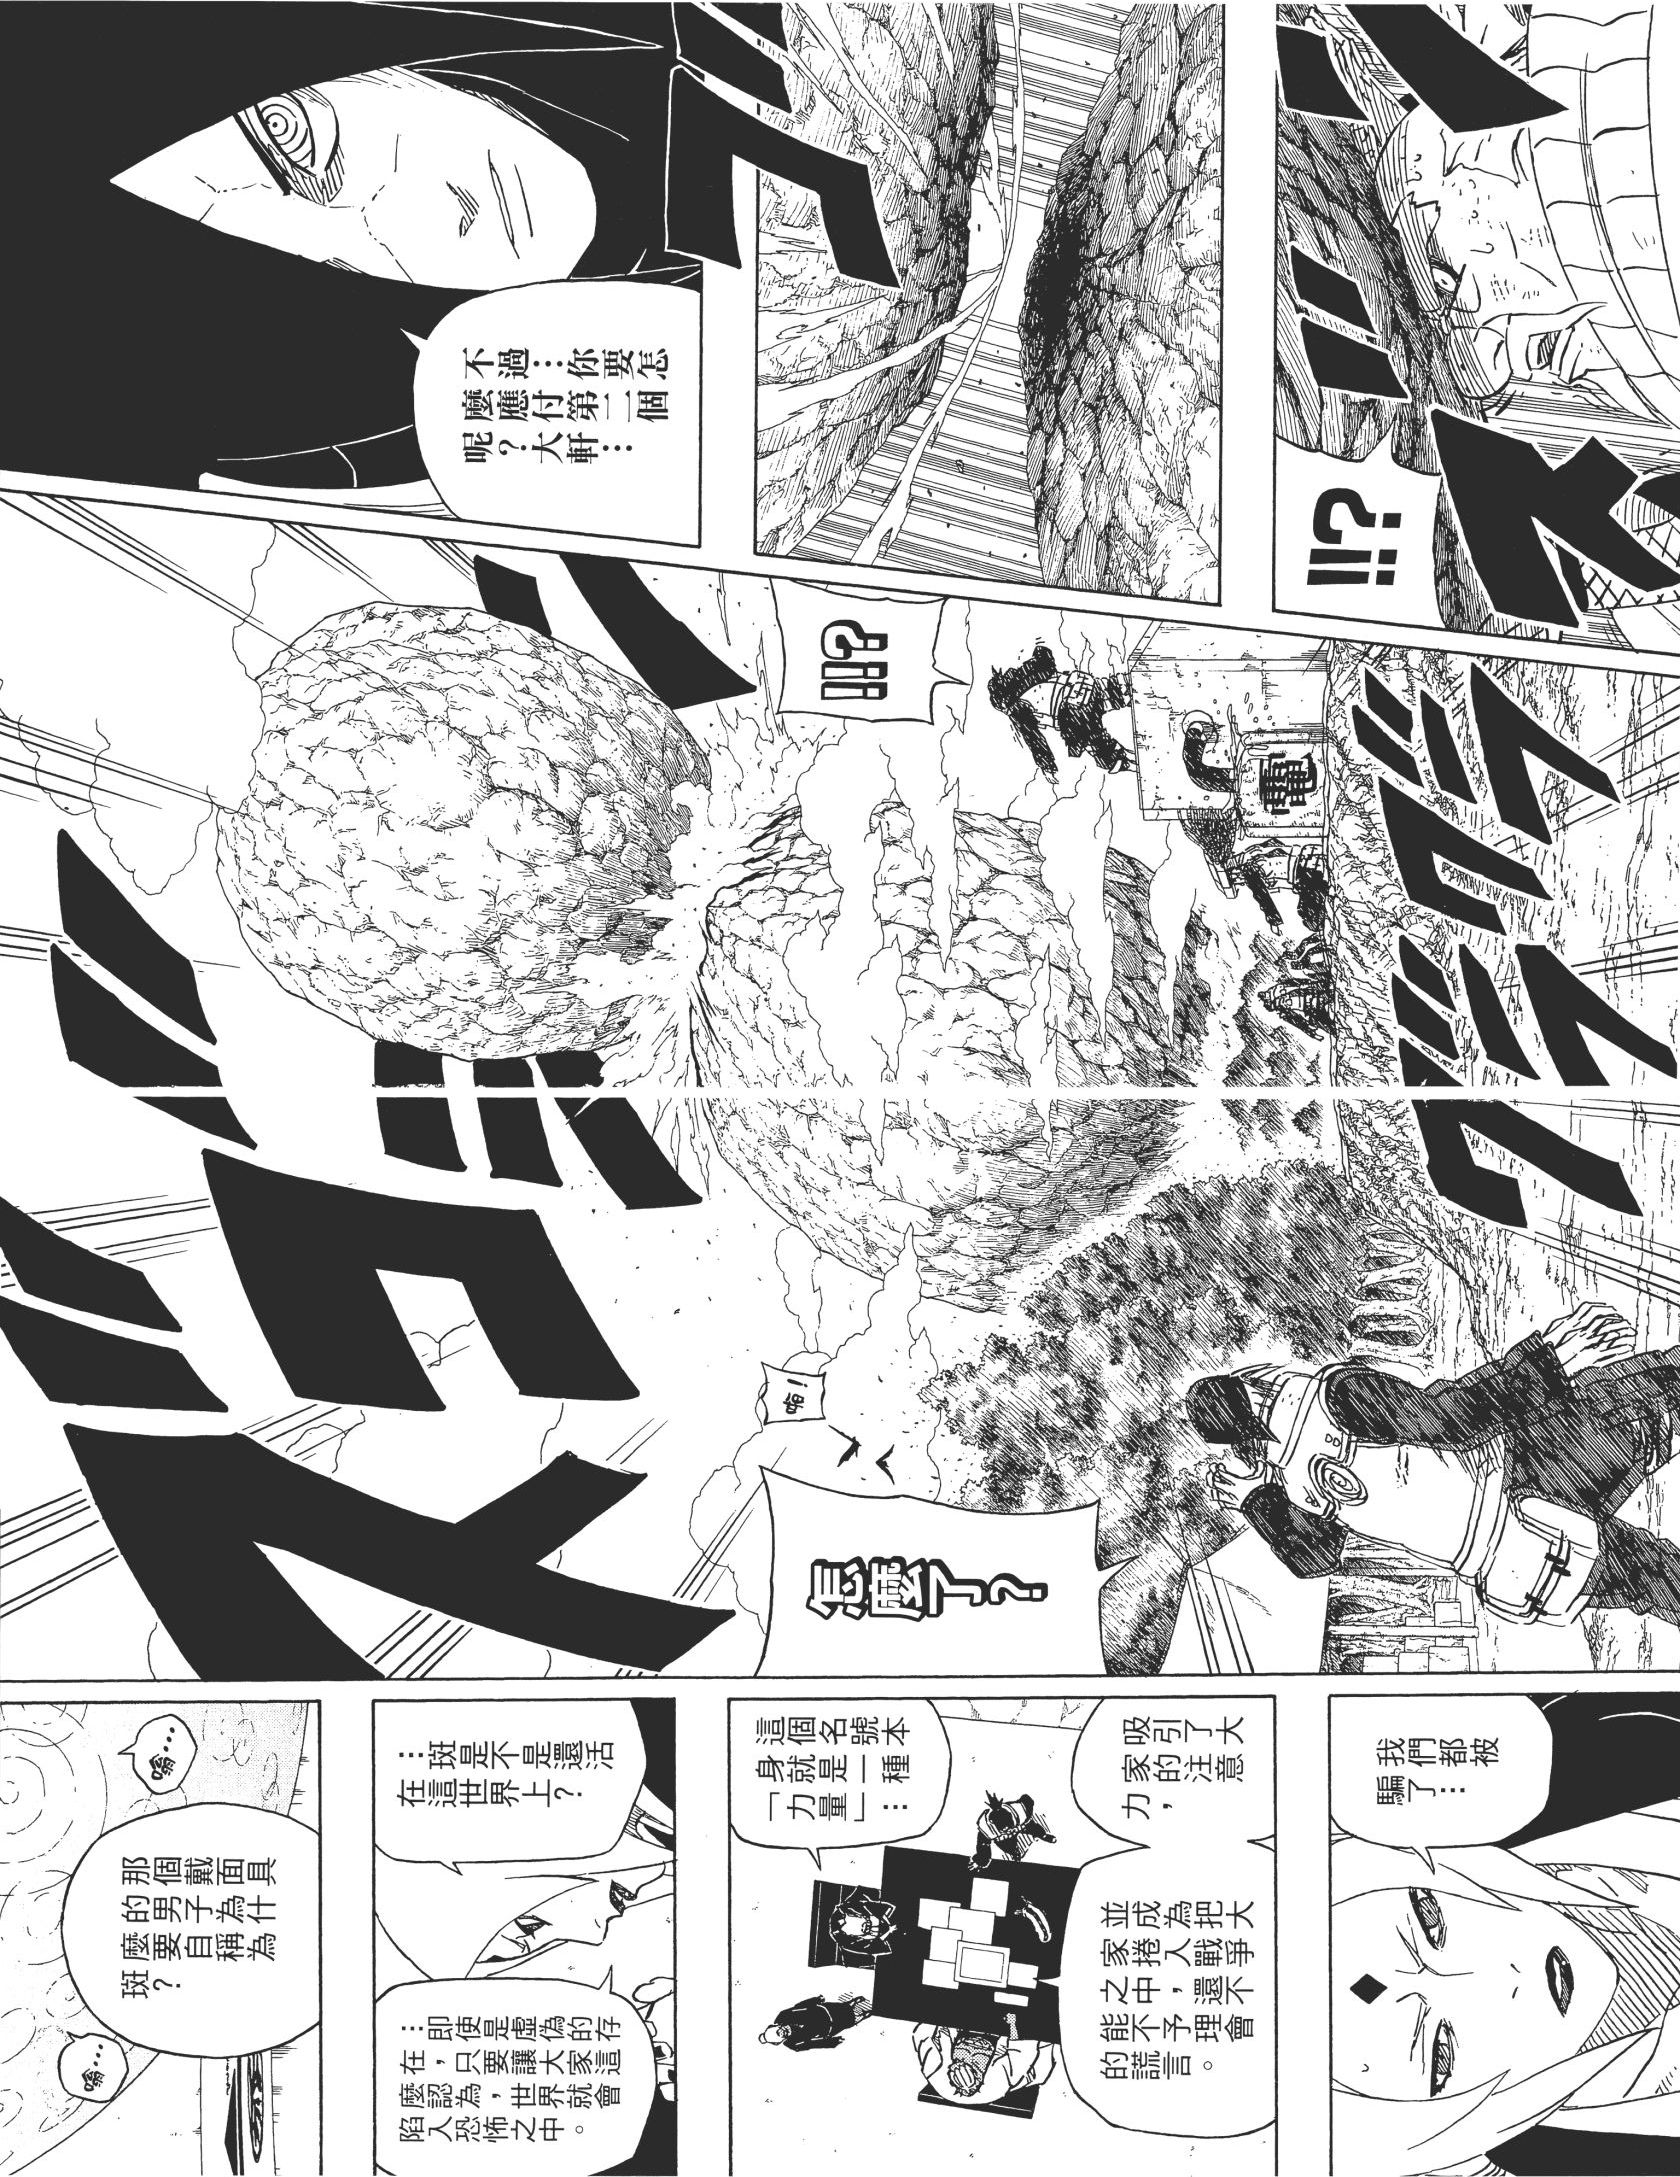 不過…你要怎
麼應付第二個
呢?大軒…
!!?
?!!
嗡!
怎麼了?
嗡…
那個戴面具
的男子為什
麼要自稱為
斑?
嗡…
…斑是不是還活
在這世界上?
…即使是虛偽的存
在,只要讓大家這
麼認為,世界就會
陷入恐怖之中。
這個名號本
身就是一種
「力量」…
吸引了大
家的注意
力,
並成為把大
家捲入戰爭
之中,還不
能不予理會
的謊言。
我們都被
騙了…